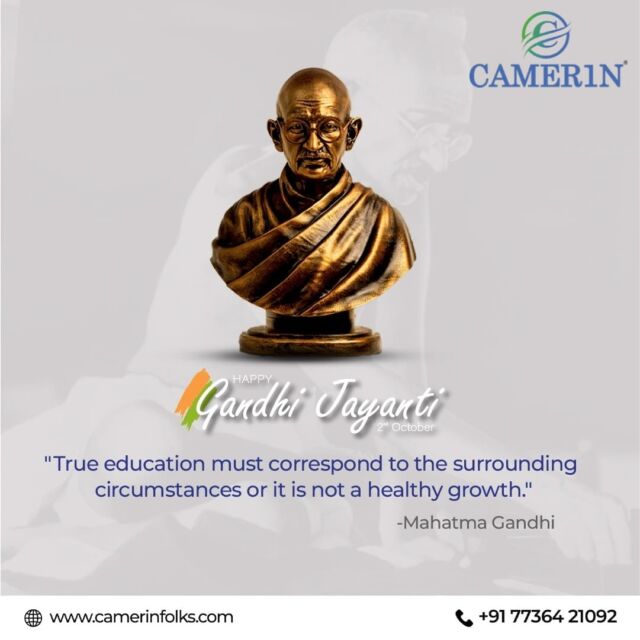 CAMER1N®
HAPPY
Gandhi Jayanti
2nd October
"True education must correspond to the surrounding
circumstances or it is not a healthy growth."
-Mahatma Gandhi
www.camerinfolks.com
+91 77364 21092